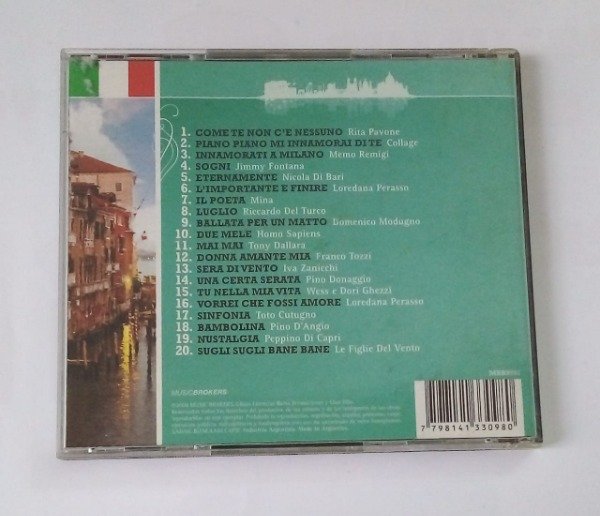 1. COME TE NON C'E NESSUNO Rita Pavone
2. PIANO PIANO MI INNAMORAI DI TE Collage
3. INNAMORATI A MILANO Memo Remigi
4. SOGNI Jimmy Fontana
5. ETERNAMENTE Nicola Di Bari
6. L'IMPORTANTE E FINIRE Loredana Perasso
7. IL POETA Mina
8. LUGLIO Riccardo Del Turco
9. BALLATA PER UN MATTO Domenico Modugno
10. DUE MELE Homo Sapiens
11. MAI MAI Tony Dallara
12. DONNA AMANTE MIA Franco Tozzi
13. SERA DI VENTO Iva Zanicchi
14. UNA CERTA SERATA Pino Donaggio
15. TU NELLA MIA VITA Wess e Dori Ghezzi
16. VORREI CHE FOSSI AMORE Loredana Perasso
17. SINFONIA Toto Cutugno
18. BAMBOLINA Pino D'Angio
19. NUSTALGIA Peppino Di Capri
20. SUGLI SUGLI BANE BANE Le Figlie Del Vento
MUSICBROKERS
Industria Argentina. Made in Argentina.
7 798141 330980